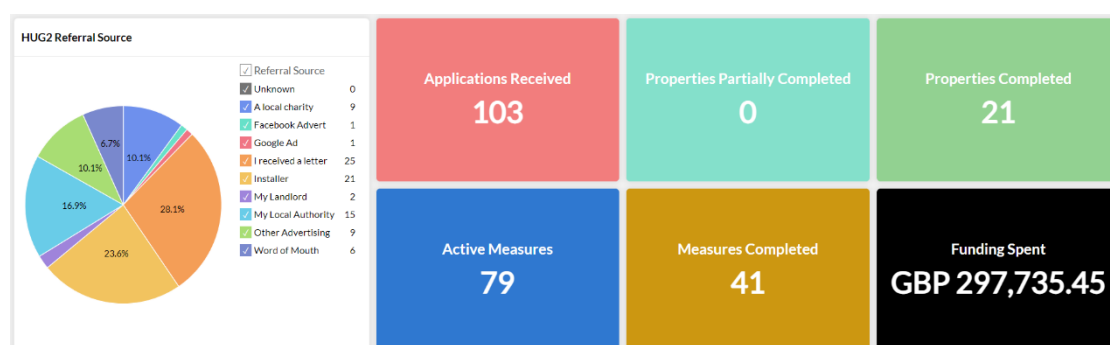 HUG2 Referral Source
Referral Source
Unknown 0
A local charity 9
Facebook Advert 1
Google Ad 1
I received a letter 25
Installer 21
My Landlord 2
My Local Authority 15
Other Advertising 9
Word of Mouth 6
6.7%
10.1%
10.1%
16.9%
28.1%
23.6%
Applications Received
103
Properties Partially Completed
0
Properties Completed
21
Active Measures
79
Measures Completed
41
Funding Spent
GBP 297,735.45